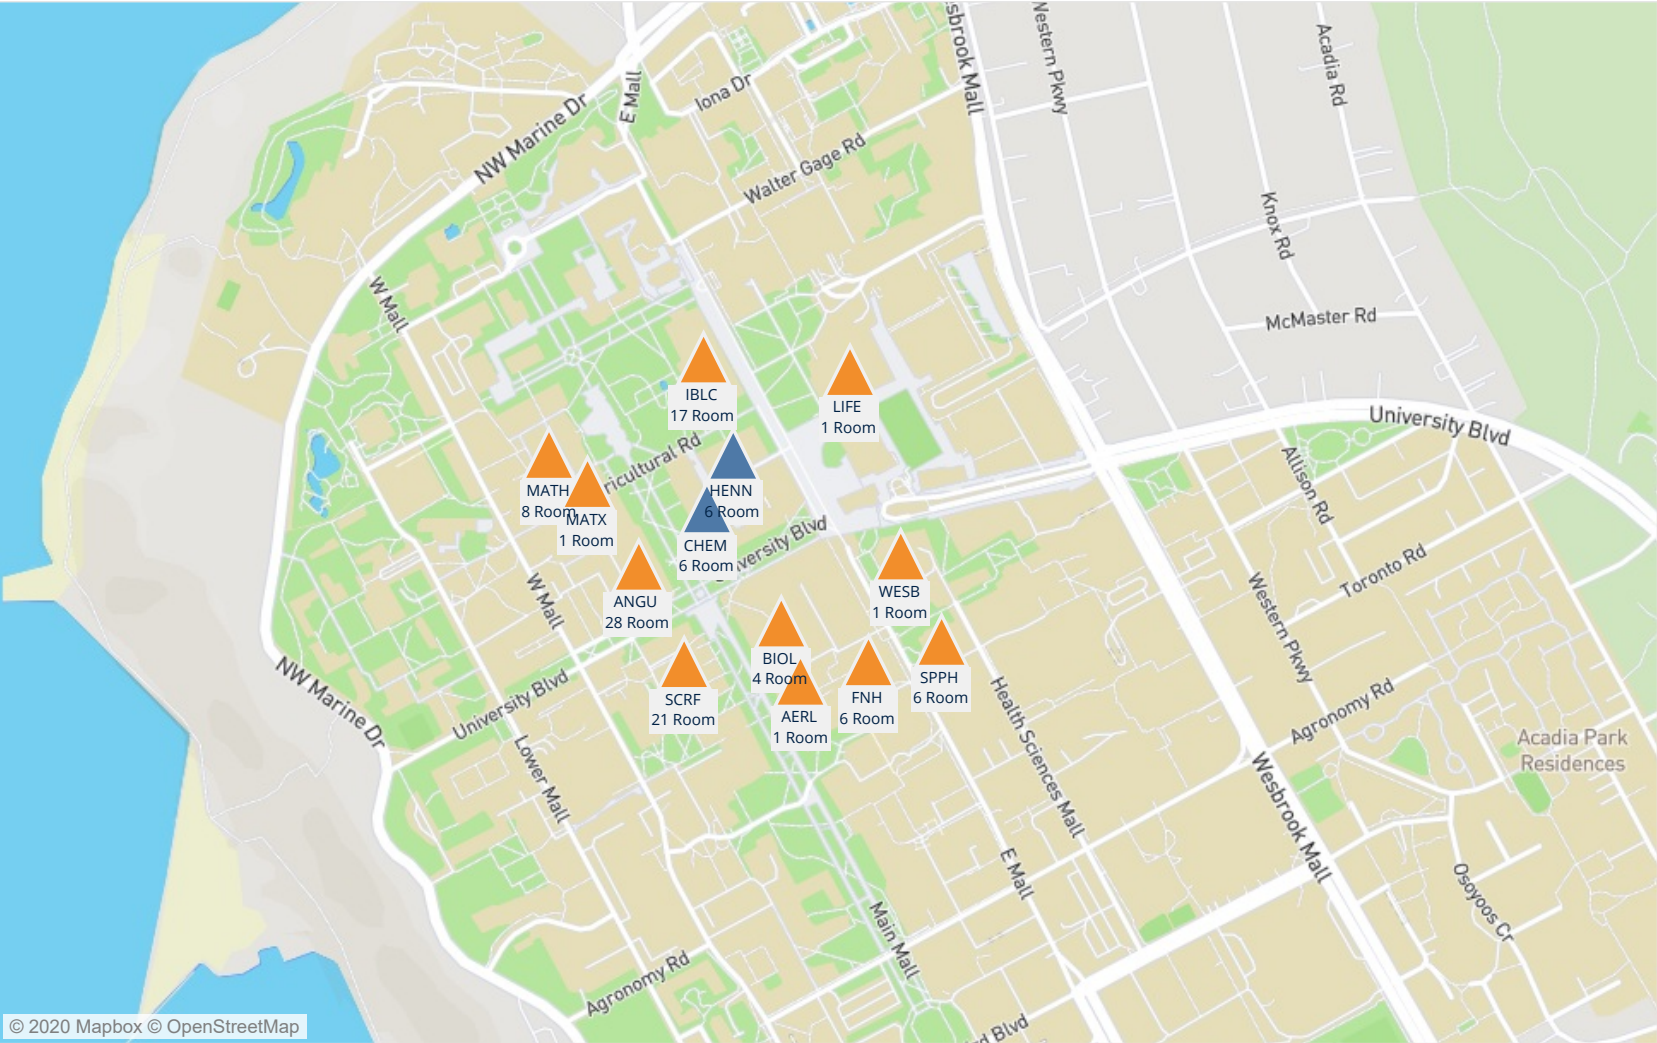 Wesbrook Mall
Western Pkwy
Acadia Rd
E Mall
Iona Dr
NW Marine Dr
Walter Gage Rd
Knox Rd
W Mall
McMaster Rd
IBLC
17 Room
LIFE
1 Room
University Blvd
ricultural Rd
MATH
8 Room
HENN
6 Room
MATX
1 Room
Allison Rd
CHEM
6 Room
versity Blvd
Toronto Rd
ANGU
28 Room
WESB
1 Room
W Mall
Western Pkwy
BIOL
4 Room
SPPH
6 Room
SCRF
21 Room
FNH
6 Room
AERL
1 Room
NW Marine Dr
University Blvd
Health Sciences Mall
Agronomy Rd
Acadia Park
Residences
Lower Mall
Wesbrook Mall
E Mall
Osoyoos Cr
Main Mall
Agronomy Rd
rd Blvd
© 2020 Mapbox © OpenStreetMap